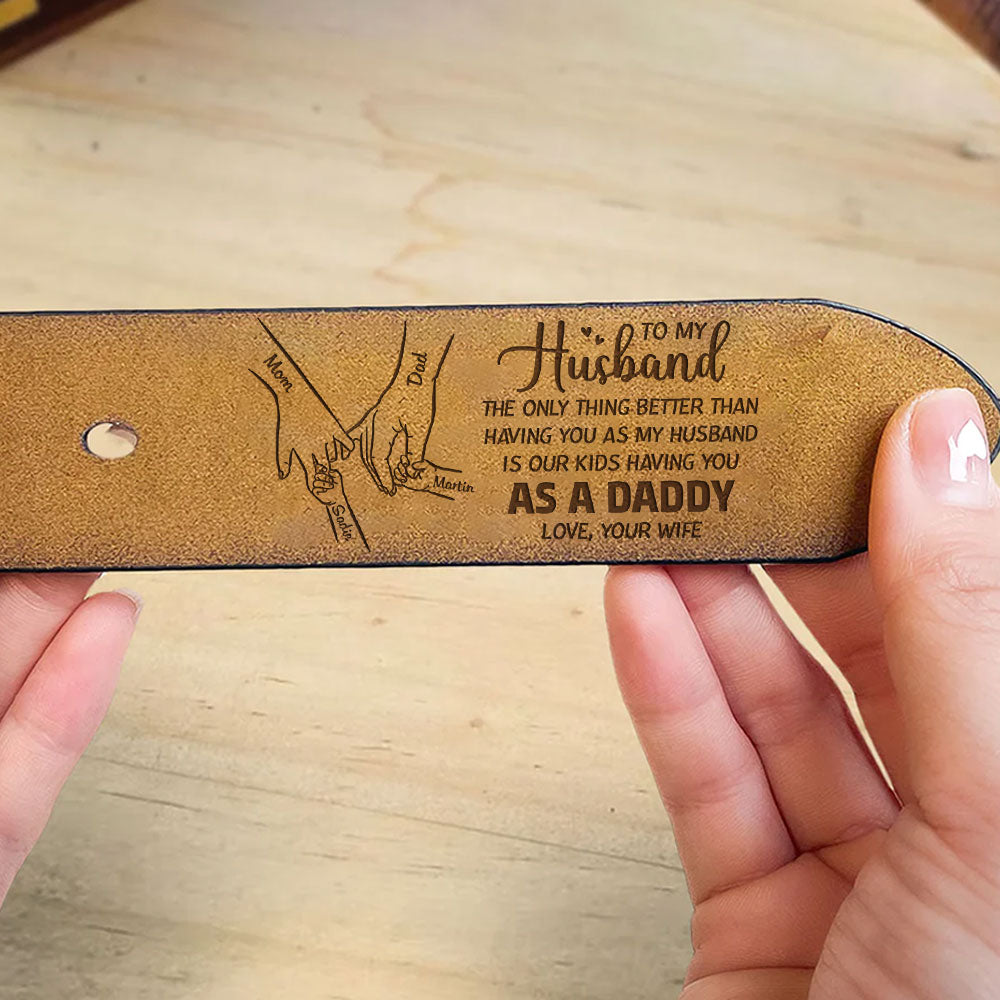 Mom
Dad
Martin
Sadin
TO MY
Husband
THE ONLY THING BETTER THAN
HAVING YOU AS MY HUSBAND
IS OUR KIDS HAVING YOU
AS A DADDY
LOVE, YOUR WIFE